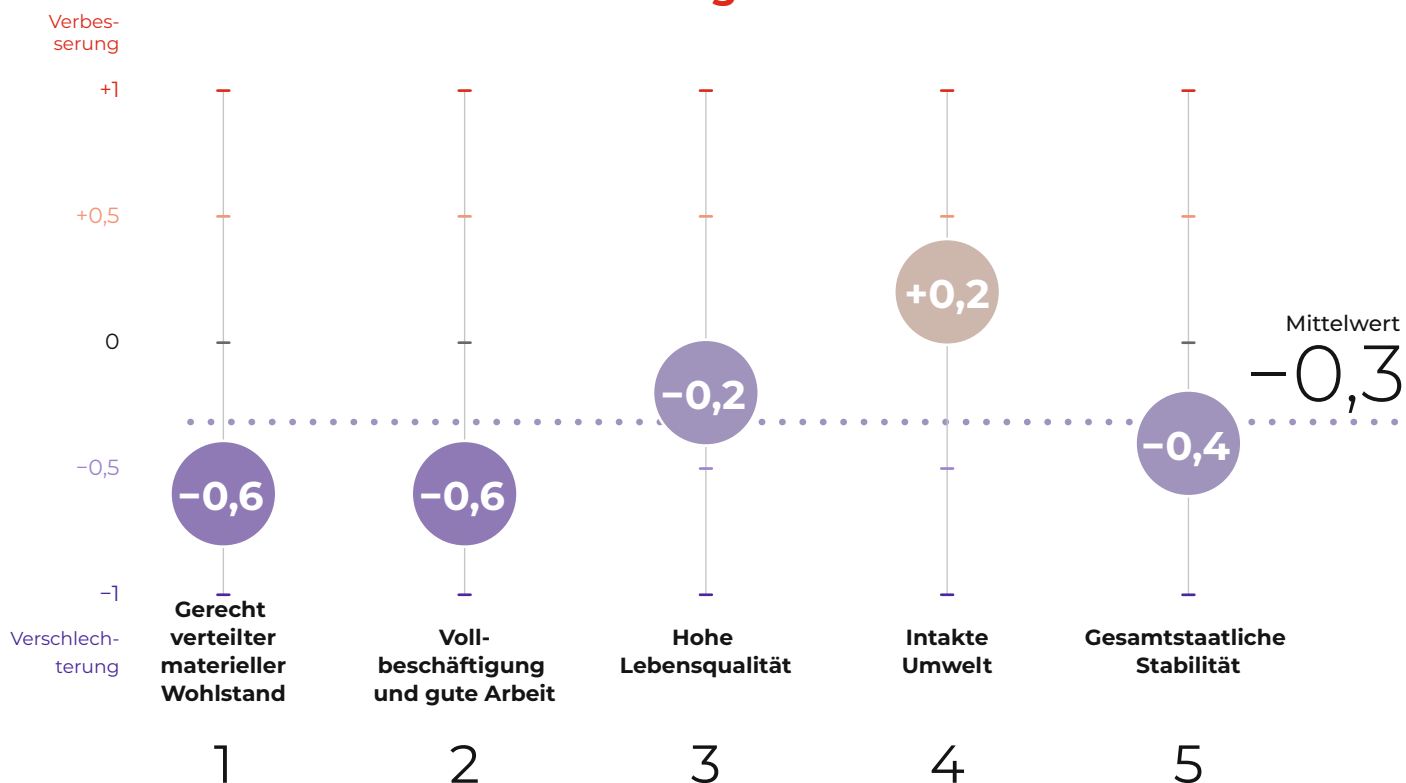 Verbes-
serung
+1
+0,5
0
−0,5
−1
Verschlech-
terung
−0,6
−0,6
−0,2
+0,2
−0,4
Mittelwert
−0,3
Gerecht
verteilter
materieller
Wohlstand
Voll-
beschäftigung
und gute Arbeit
Hohe
Lebensqualität
Intakte
Umwelt
Gesamtstaatliche
Stabilität
1
2
3
4
5